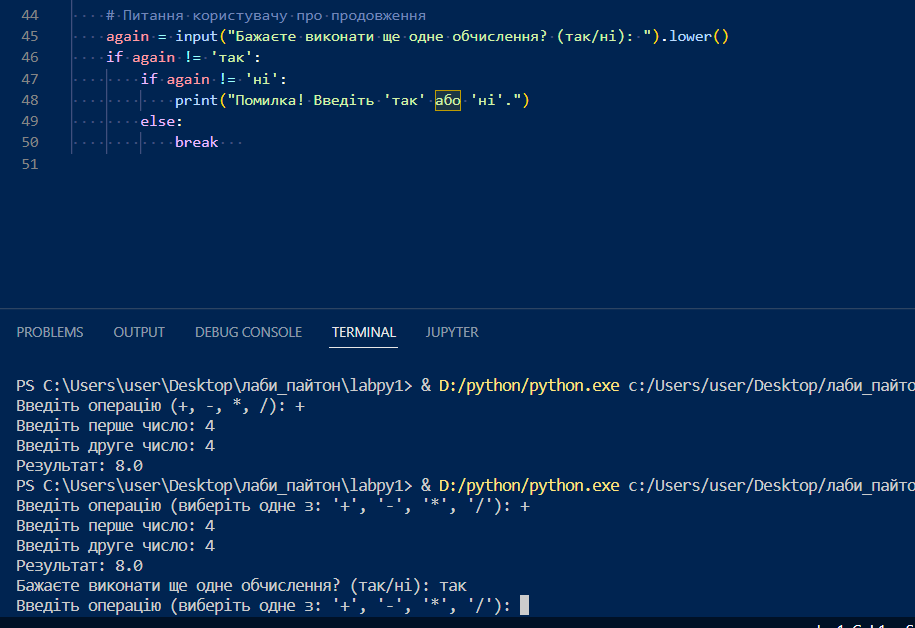 44 # Питання користувачу про продовження
45 again = input("Бажаєте виконати ще одне обчислення? (так/ні): ").lower()
46 if again != 'так':
47 if again != 'ні':
48 print("Помилка! Введіть 'так' або 'ні'.")
49 else:
50 break
51
PROBLEMS OUTPUT DEBUG CONSOLE TERMINAL JUPYTER
PS C:\Users\user\Desktop\лаби_пайтон\labpy1> & D:/python/python.exe c:/Users/user/Desktop/лаби_пайто
Введіть операцію (+, -, *, /): +
Введіть перше число: 4
Введіть друге число: 4
Результат: 8.0
PS C:\Users\user\Desktop\лаби_пайтон\labpy1> & D:/python/python.exe c:/Users/user/Desktop/лаби_пайто
Введіть операцію (виберіть одне з: '+', '-', '*', '/'): +
Введіть перше число: 4
Введіть друге число: 4
Результат: 8.0
Бажаєте виконати ще одне обчислення? (так/ні): так
Введіть операцію (виберіть одне з: '+', '-', '*', '/'):